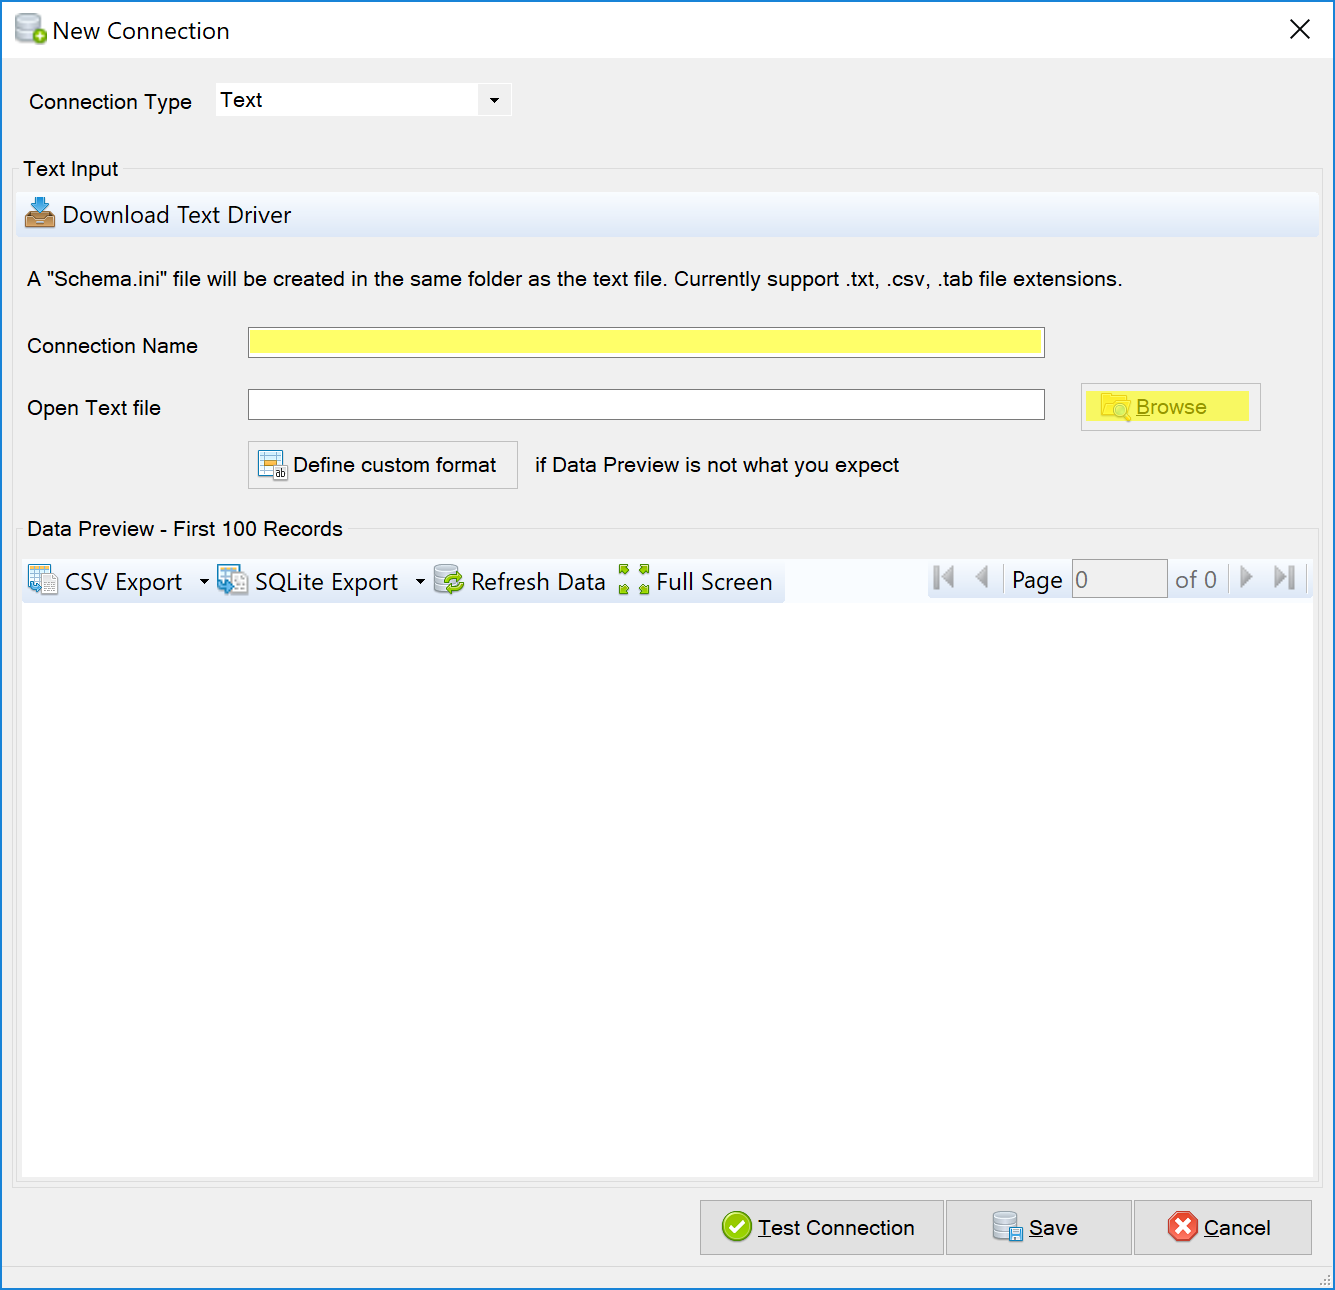 New Connection
Connection Type Text
Text Input
Download Text Driver
A "Schema.ini" file will be created in the same folder as the text file. Currently support .txt, .csv, .tab file extensions.
Connection Name
Open Text file Browse
ab Define custom format if Data Preview is not what you expect
Data Preview - First 100 Records
CSV Export SQLite Export Refresh Data Full Screen Page 0 of 0
Test Connection Save Cancel